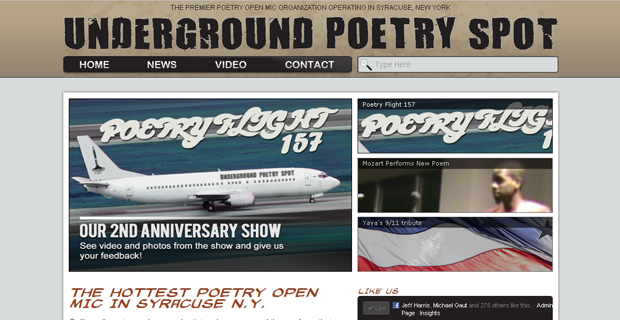 THE PREMIER POETRY OPEN MIC ORGANIZATION OPERATING IN SYRACUSE, NEW YORK
UNDERGROUND POETRY SPOT
HOME NEWS VIDEO CONTACT Type Here
POETRY FLIGHT
157
UNDERGROUND POETRY SPOT
OUR 2ND ANNIVERSARY SHOW
See video and photos from the show and give us
your feedback!
Poetry Flight 157
POETRY FLIGHT
Mozart Performs New Poem
Yaya's 9/11 tribute
THE HOTTEST POETRY OPEN
MIC IN SYRACUSE N.Y.
LIKE US
Like Jeff Harris, Michael Gaut and 275 others like this. · Admin
Page · Insights